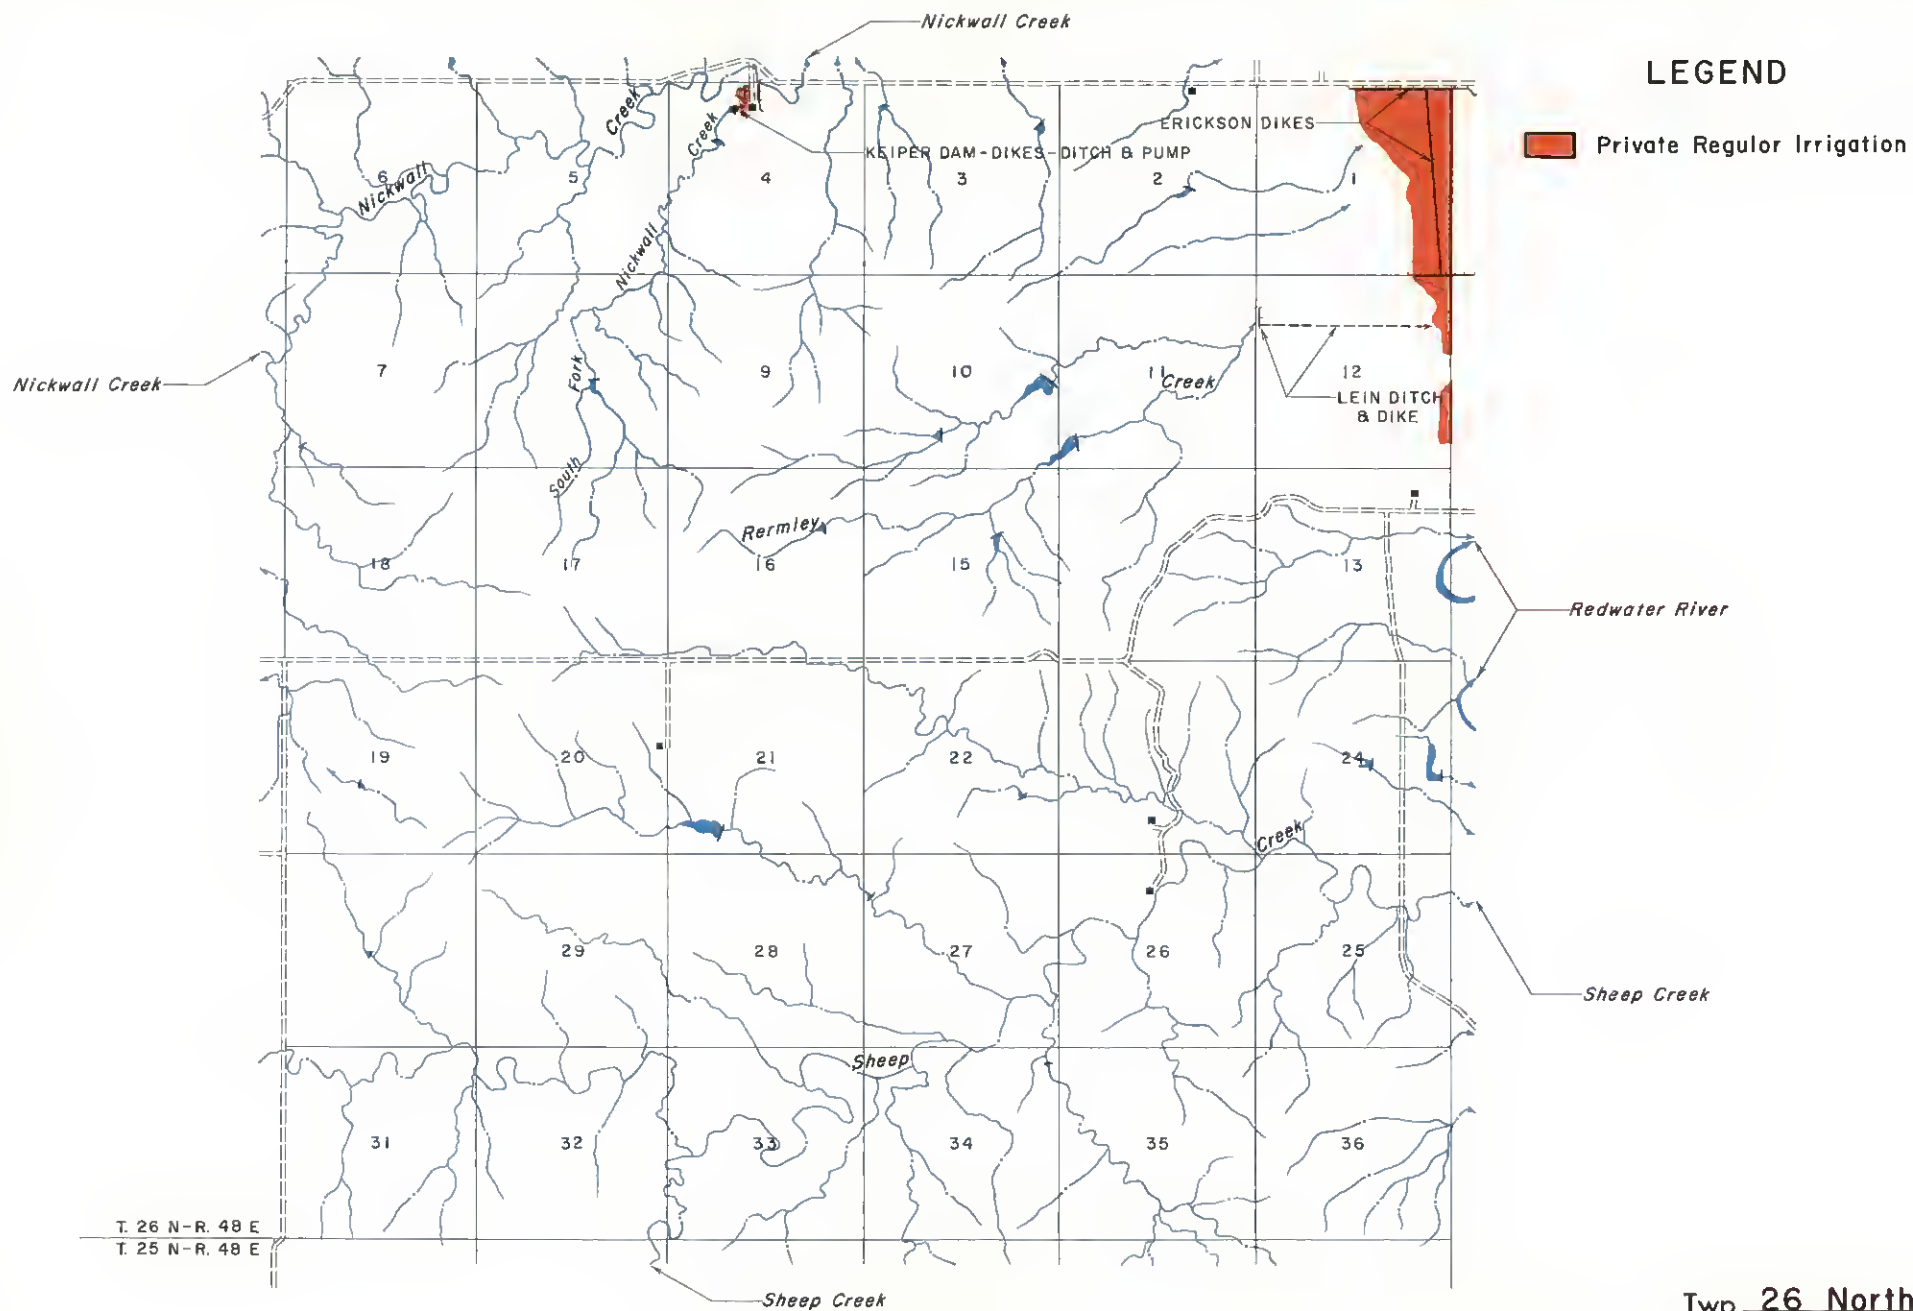 Nickwall Creek
LEGEND
Private Regular Irrigation
ERICKSON DIKES
KEIPER DAM-DIKES-DITCH & PUMP
Creek
Creek
6
5
4
3
2
1
Nickwall
Nickwall
Nickwall Creek
7
Fork
9
10
11
Creek
12
LEIN DITCH
& DIKE
South
Rermley
18
17
16
15
13
Redwater River
19
20
21
22
24
Creek
29
28
27
26
25
Sheep Creek
Sheep
31
32
33
34
35
36
T. 26 N-R. 48 E
T. 25 N-R. 48 E
Sheep Creek
Twp 26 North